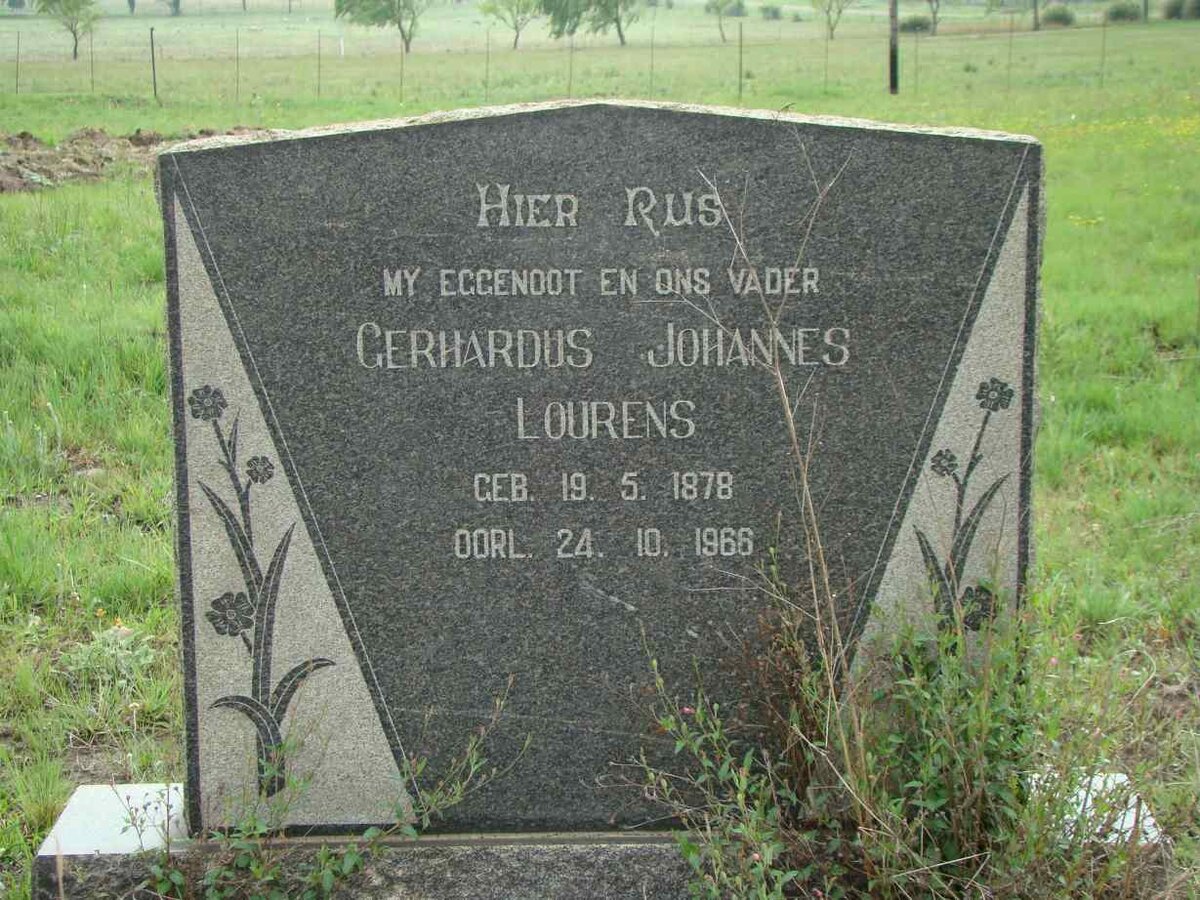 HIER RUS
MY EGGENOOT EN ONS VADER
GERHARDUS JOHANNES
LOURENS
GEB. 19. 5. 1878
OORL. 24. 10. 1966